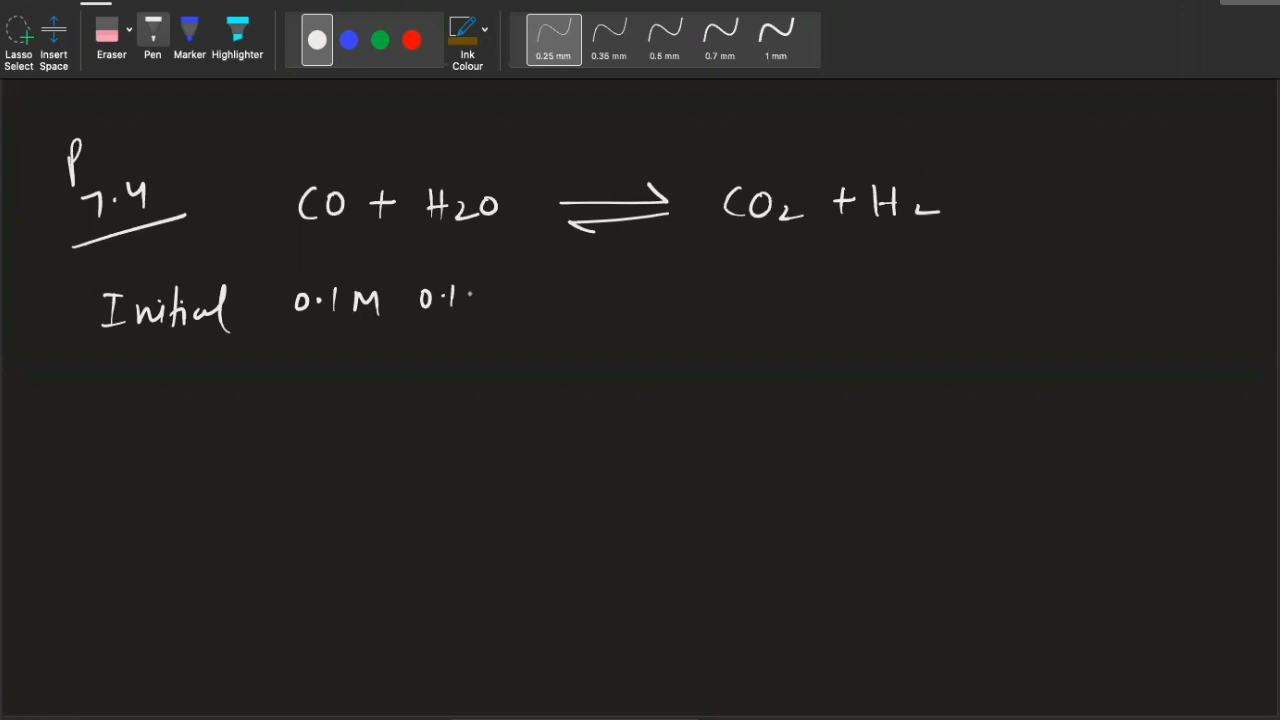 Lasso Select Insert Space Eraser Pen Marker Highlighter Ink Colour 0.25 mm 0.35 mm 0.5 mm 0.7 mm 1 mm
P 7.4 CO + H2O ⇌ CO2 + H2
Initial 0.1 M 0.1